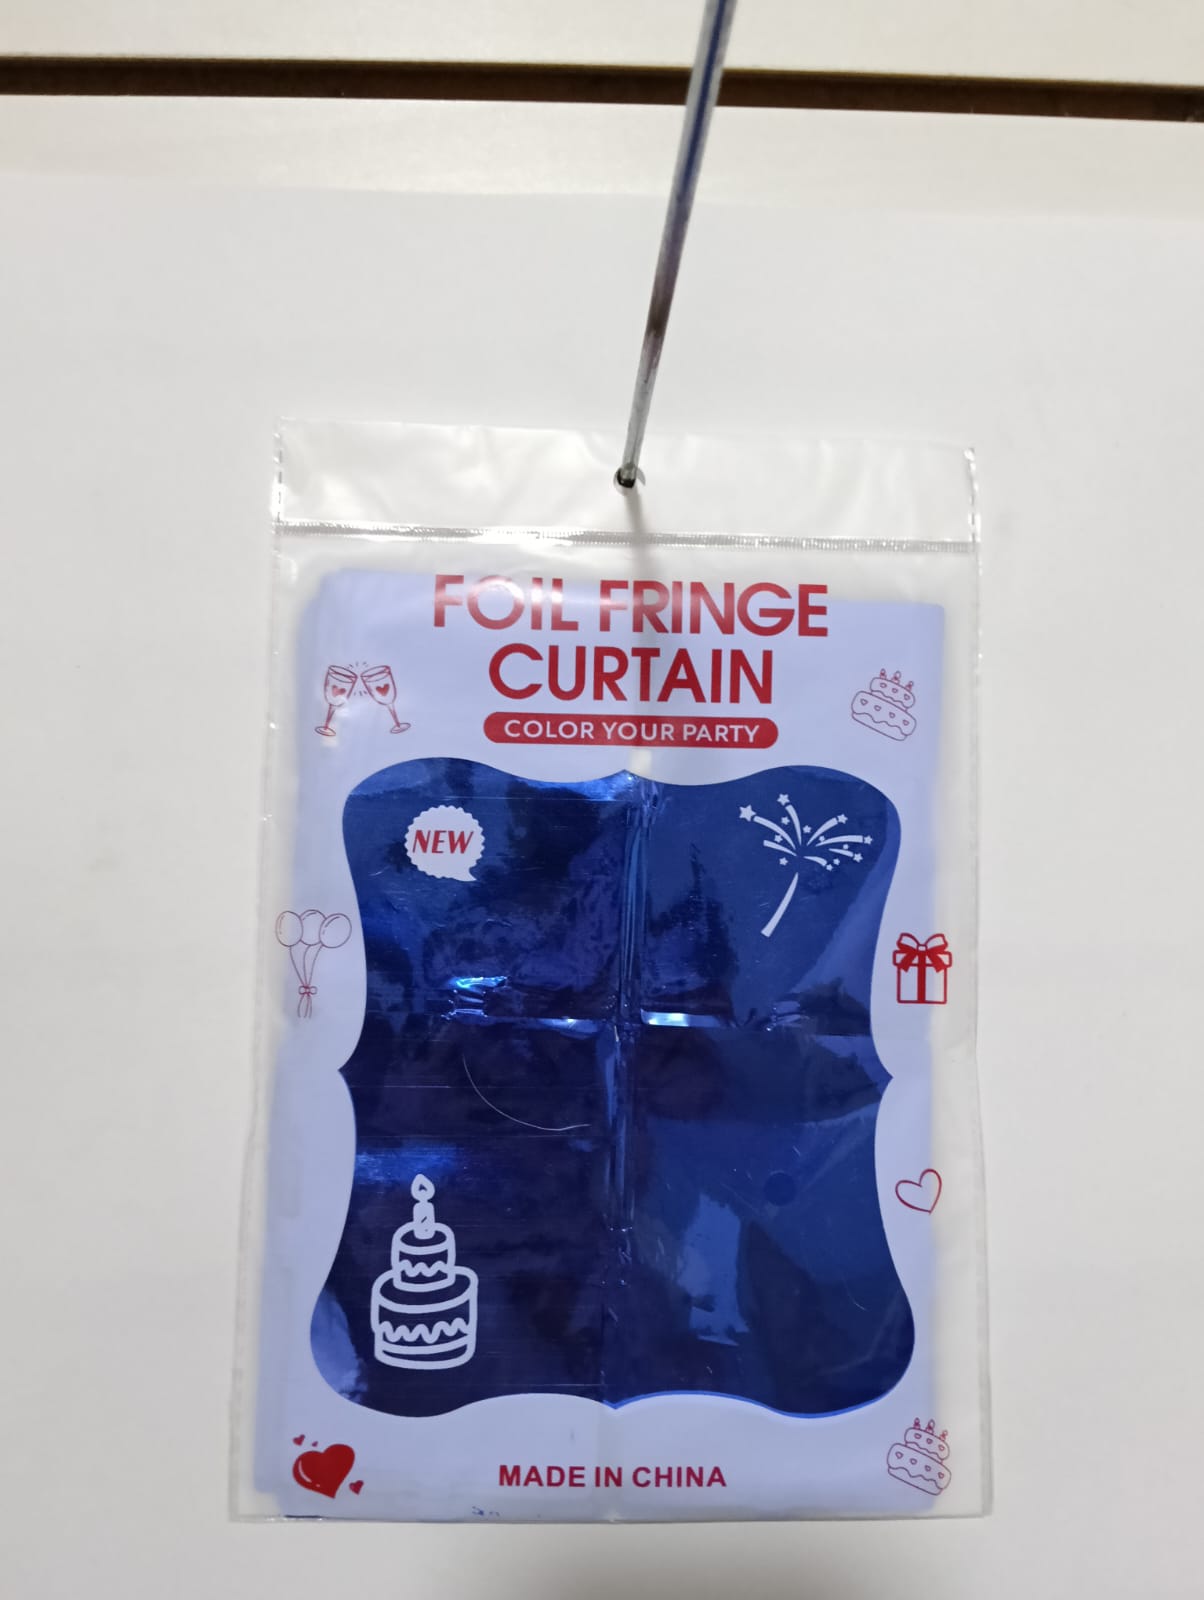 FOIL FRINGE
CURTAIN
COLOR YOUR PARTY
NEW
MADE IN CHINA